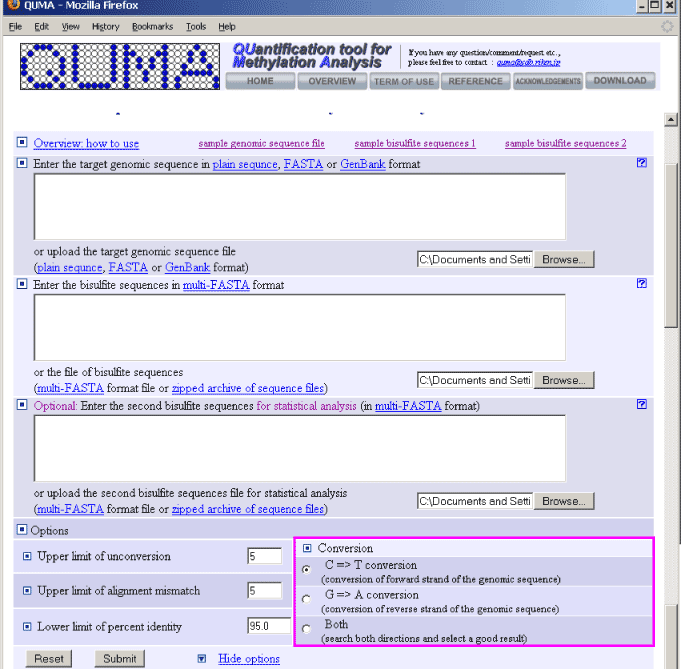 QUMA - Mozilla Firefox
File Edit View History Bookmarks Tools Help
QUMA
QUantification tool for
Methylation Analysis
If you have any question/comment/request etc.,
please feel free to contact : quma@cdb.riken.jp
HOME OVERVIEW TERM OF USE REFERENCE ACKNOWLEDGEMENTS DOWNLOAD
Overview: how to use sample genomic sequence file sample bisulfite sequences 1 sample bisulfite sequences 2
Enter the target genomic sequence in plain sequnce, FASTA or GenBank format
or upload the target genomic sequence file
(plain sequnce, FASTA or GenBank format)
C:\Documents and Setti Browse...
Enter the bisulfite sequences in multi-FASTA format
or the file of bisulfite sequences
(multi-FASTA format file or zipped archive of sequence files)
C:\Documents and Setti Browse...
Optional: Enter the second bisulfite sequences for statistical analysis (in multi-FASTA format)
or upload the second bisulfite sequences file for statistical analysis
(multi-FASTA format file or zipped archive of sequence files)
C:\Documents and Setti Browse...
Options
Upper limit of unconversion 5
Upper limit of alignment mismatch 5
Lower limit of percent identity 95.0
Conversion
C => T conversion
(conversion of forward strand of the genomic sequence)
G => A conversion
(conversion of reverse strand of the genomic sequence)
Both
(search both directions and select a good result)
Reset Submit Hide options